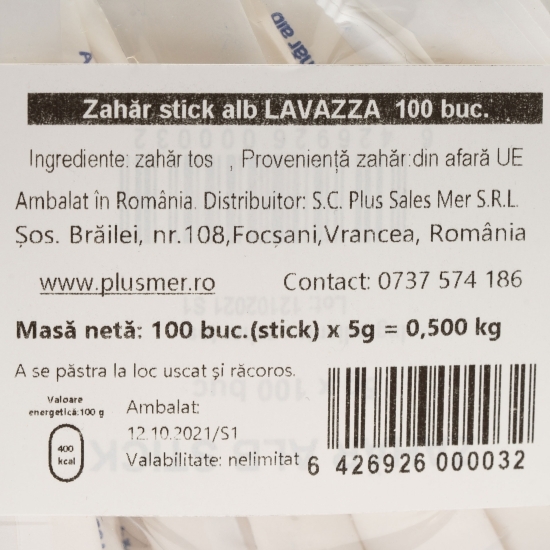 Zahăr stick alb LAVAZZA 100 buc.
Ingrediente: zahăr tos , Proveniență zahăr:din afară UE
Ambalat în România. Distribuitor: S.C. Plus Sales Mer S.R.L.
Șos. Brăilei, nr.108,Focșani,Vrancea, România
www.plusmer.ro Contact: 0737 574 186
Masă netă: 100 buc.(stick) x 5g = 0,500 kg
A se păstra la loc uscat și răcoros.
Valoare
energetică:100 g
400
kcal
Ambalat:
12.10.2021/S1
Valabilitate: nelimitat
6 426926 000032